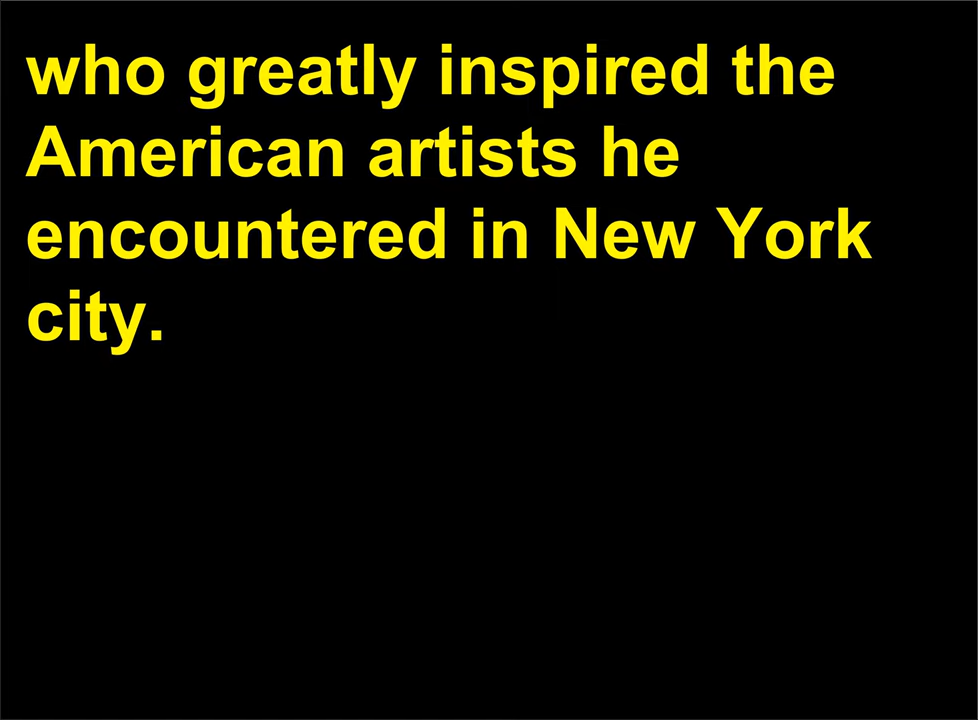 who greatly inspired the
American artists he
encountered in New York
city.